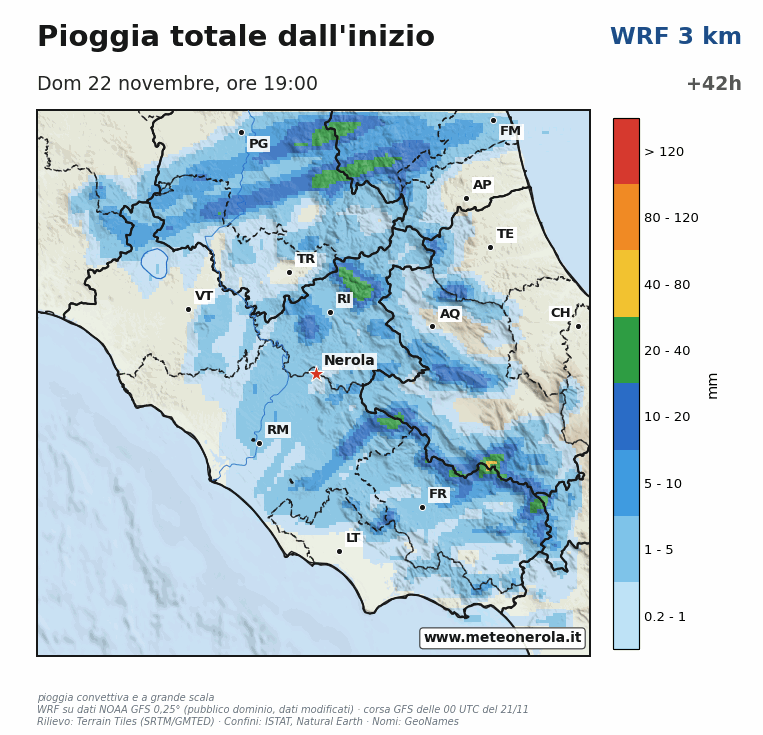 Pioggia totale dall'inizio
WRF 3 km
Dom 22 novembre, ore 19:00
+42h
PG
FM
AP
TE
TR
VT
RI
AQ
CH
Nerola
RM
FR
LT
www.meteonerola.it
> 120
80 - 120
40 - 80
20 - 40
10 - 20
5 - 10
1 - 5
0.2 - 1
mm
pioggia convettiva e a grande scala
WRF su dati NOAA GFS 0,25° (pubblico dominio, dati modificati) · corsa GFS delle 00 UTC del 21/11
Rilievo: Terrain Tiles (SRTM/GMTED) · Confini: ISTAT, Natural Earth · Nomi: GeoNames